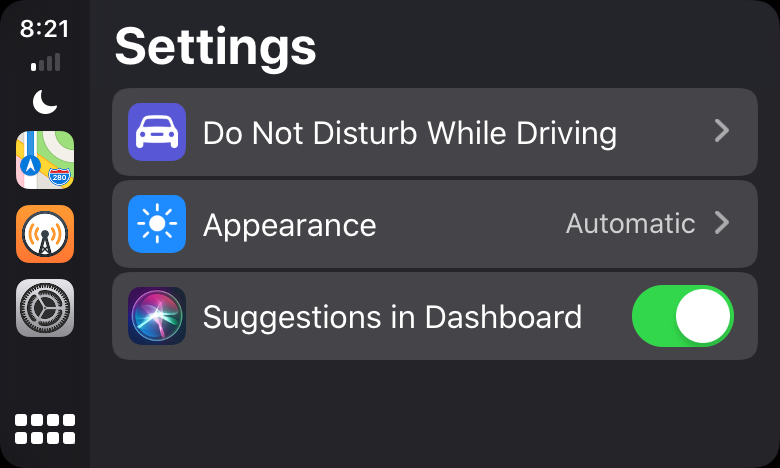 8:21
Settings
280
Do Not Disturb While Driving
Appearance
Automatic
Suggestions in Dashboard